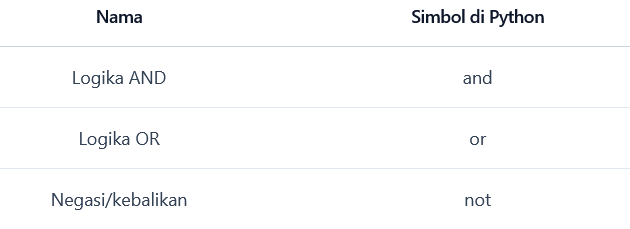 Nama Simbol di Python
Logika AND and
Logika OR or
Negasi/kebalikan not